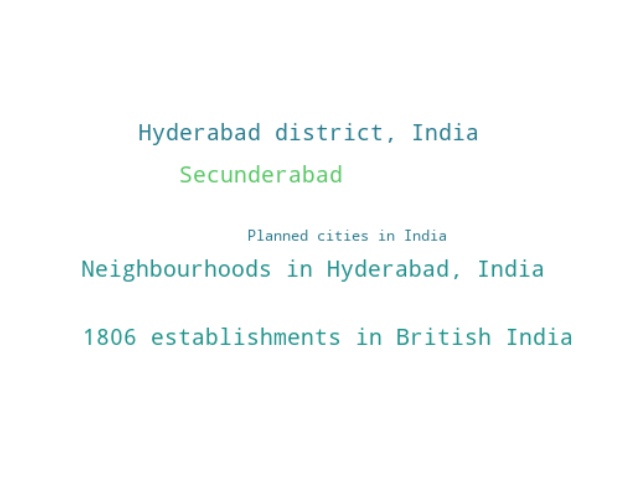 Hyderabad district, India
Secunderabad
Planned cities in India
Neighbourhoods in Hyderabad, India
1806 establishments in British India